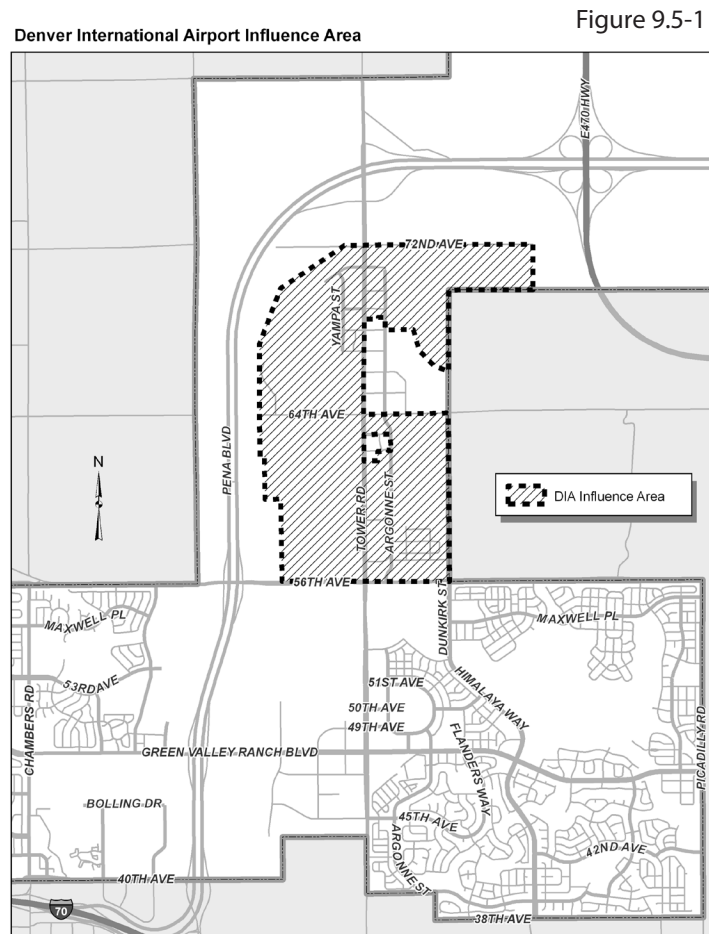 Figure 9.5-1
Denver International Airport Influence Area
E470 HWY
72ND AVE
YAMPA ST
64TH AVE
PENA BLVD
N
TOWER RD
ARGONNE ST
DIA Influence Area
56TH AVE
DUNKIRK ST
MAXWELL PL
MAXWELL PL
53RD AVE
51ST AVE
HIMALAYA WAY
50TH AVE
49TH AVE
CHAMBERS RD
GREEN VALLEY RANCH BLVD
FLANDERS WAY
PICADILLY RD
BOLLING DR
45TH AVE
ARGONNE ST
42ND AVE
40TH AVE
70
38TH AVE